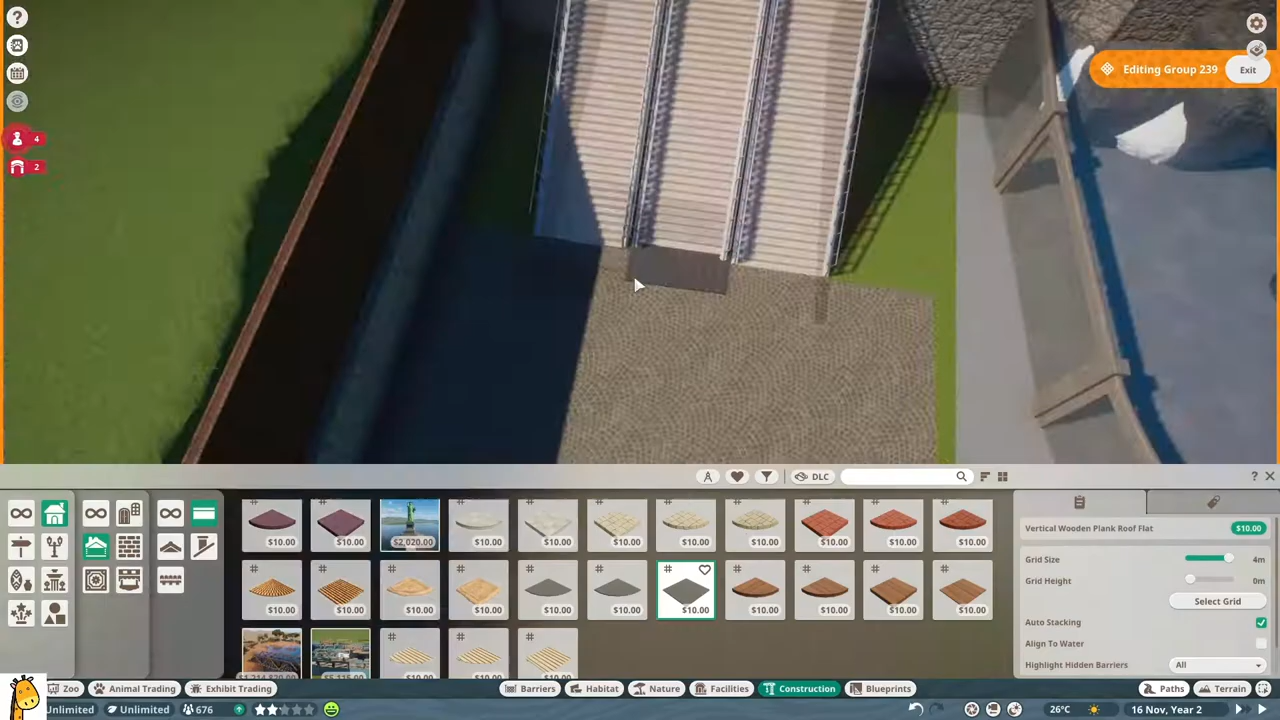 ?
Editing Group 239
Exit
4
2
DLC
?
$10.00 $10.00 $2,020.00 $10.00 $10.00 $10.00 $10.00 $10.00 $10.00 $10.00 $10.00
$10.00 $10.00 $10.00 $10.00 $10.00 $10.00 $10.00 $10.00 $10.00 $10.00 $10.00
Vertical Wooden Plank Roof Flat $10.00
Grid Size 4m
Grid Height 0m
Select Grid
Auto Stacking
Align To Water
Highlight Hidden Barriers All
Zoo Animal Trading Exhibit Trading Barriers Habitat Nature Facilities Construction Blueprints Paths Terrain
Unlimited Unlimited 676 26°C 16 Nov, Year 2